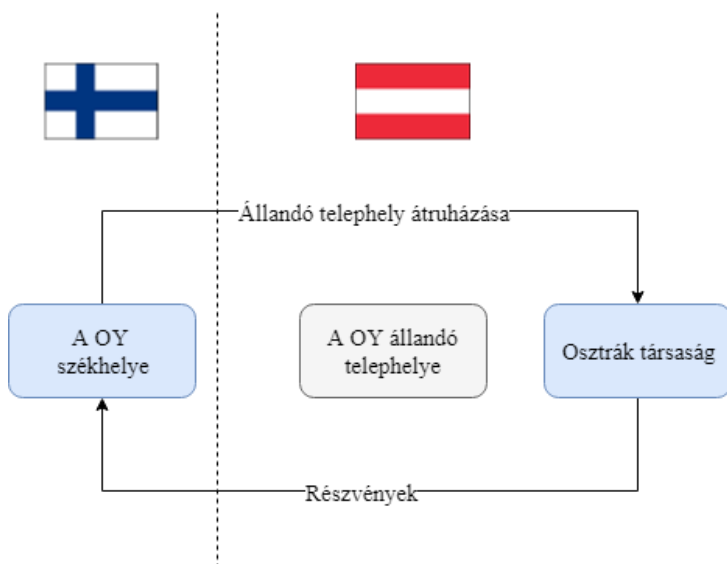 Állandó telephely átruházása
A OY
székhelye
A OY állandó
telephelye
Osztrák társaság
Részvények